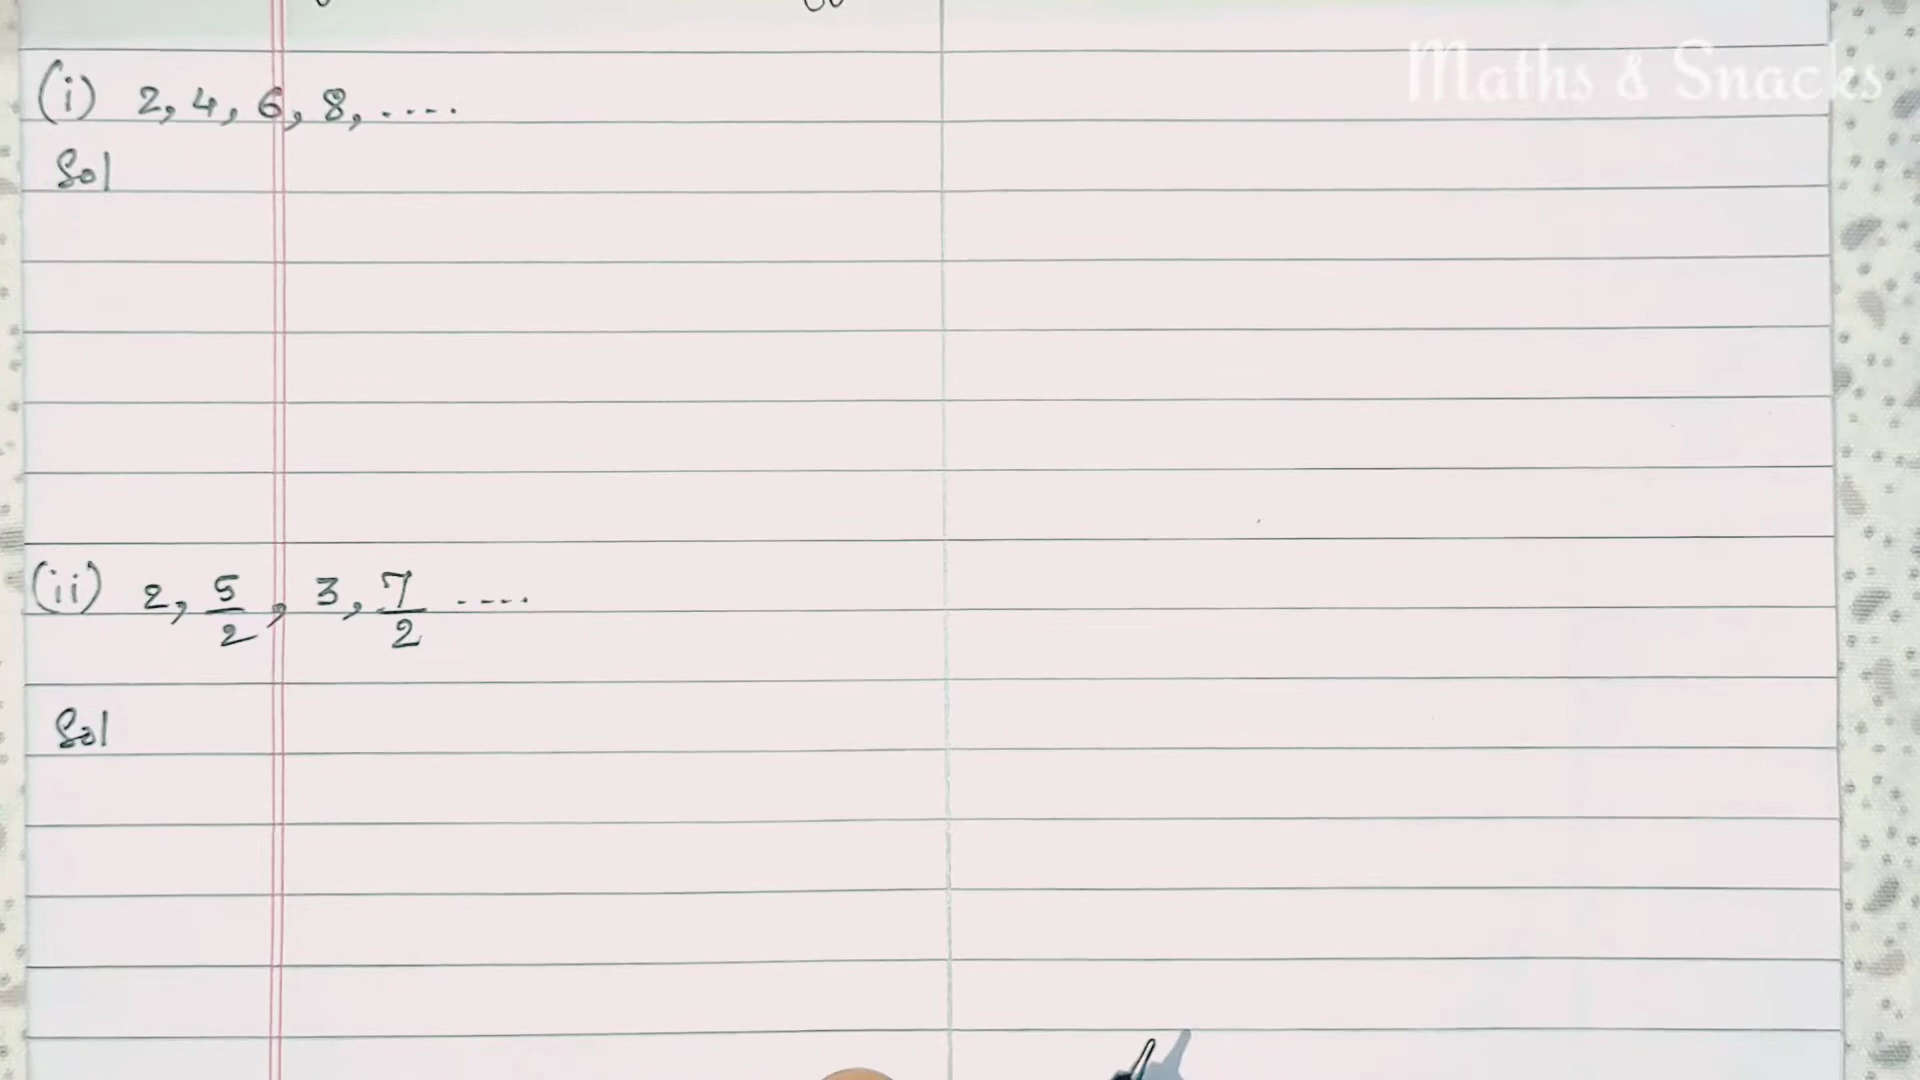 Maths & Snacks
(i) 2, 4, 6, 8, ....
Sol
(ii) 2, 5/2, 3, 7/2 ....
Sol